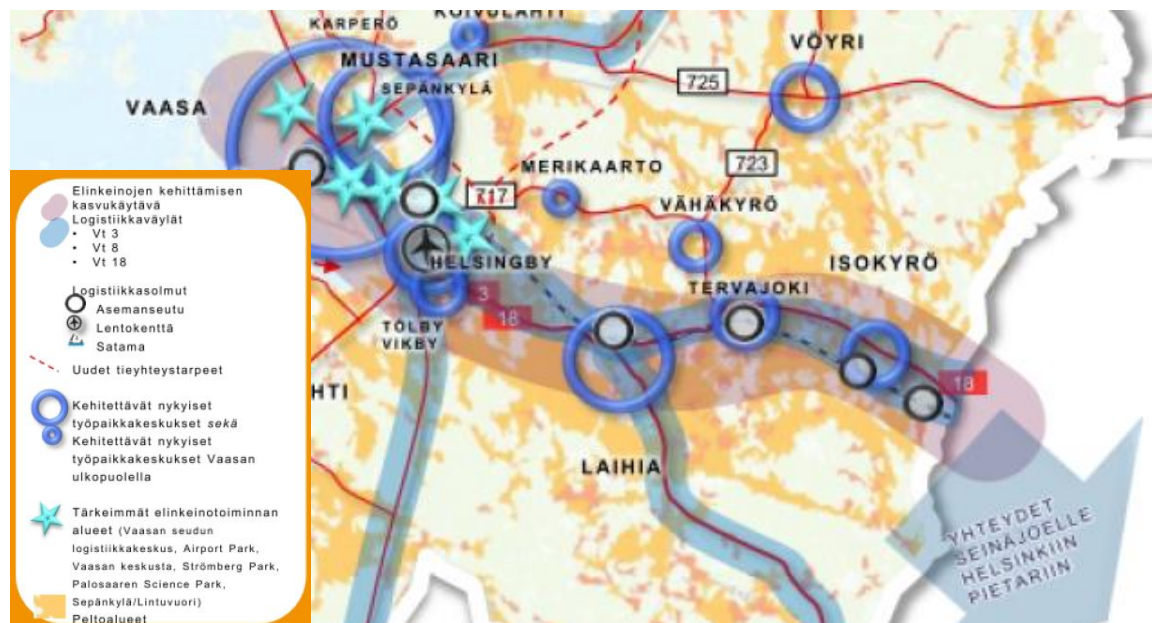 KARPERÖ
KOIVULAHTI
MUSTASAARI
SEPÄNKYLÄ
VÖYRI
VAASA
725
MERIKAARTO
723
717
VÄHÄKYRÖ
HELSINGBY
ISOKYRÖ
TERVAJOKI
3
18
TÖLBY
VIKBY
18
HTI
LAIHIA
YHTEYDET
SEINÄJOELLE
HELSINKIIN
PIETARIIN
Elinkeinojen kehittämisen
kasvukäytävä
Logistiikkaväylät
• Vt 3
• Vt 8
• Vt 18
Logistiikkasolmut
Asemanseutu
Lentokenttä
Satama
Uudet tieyhteystarpeet
Kehitettävät nykyiset
työpaikkakeskukset sekä
Kehitettävät nykyiset
työpaikkakeskukset Vaasan
ulkopuolella
Tärkeimmät elinkeinotoiminnan
alueet (Vaasan seudun
logistiikkakeskus, Airport Park,
Vaasan keskusta, Strömberg Park,
Palosaaren Science Park,
Sepänkylä/Lintuvuori)
Peltoalueet